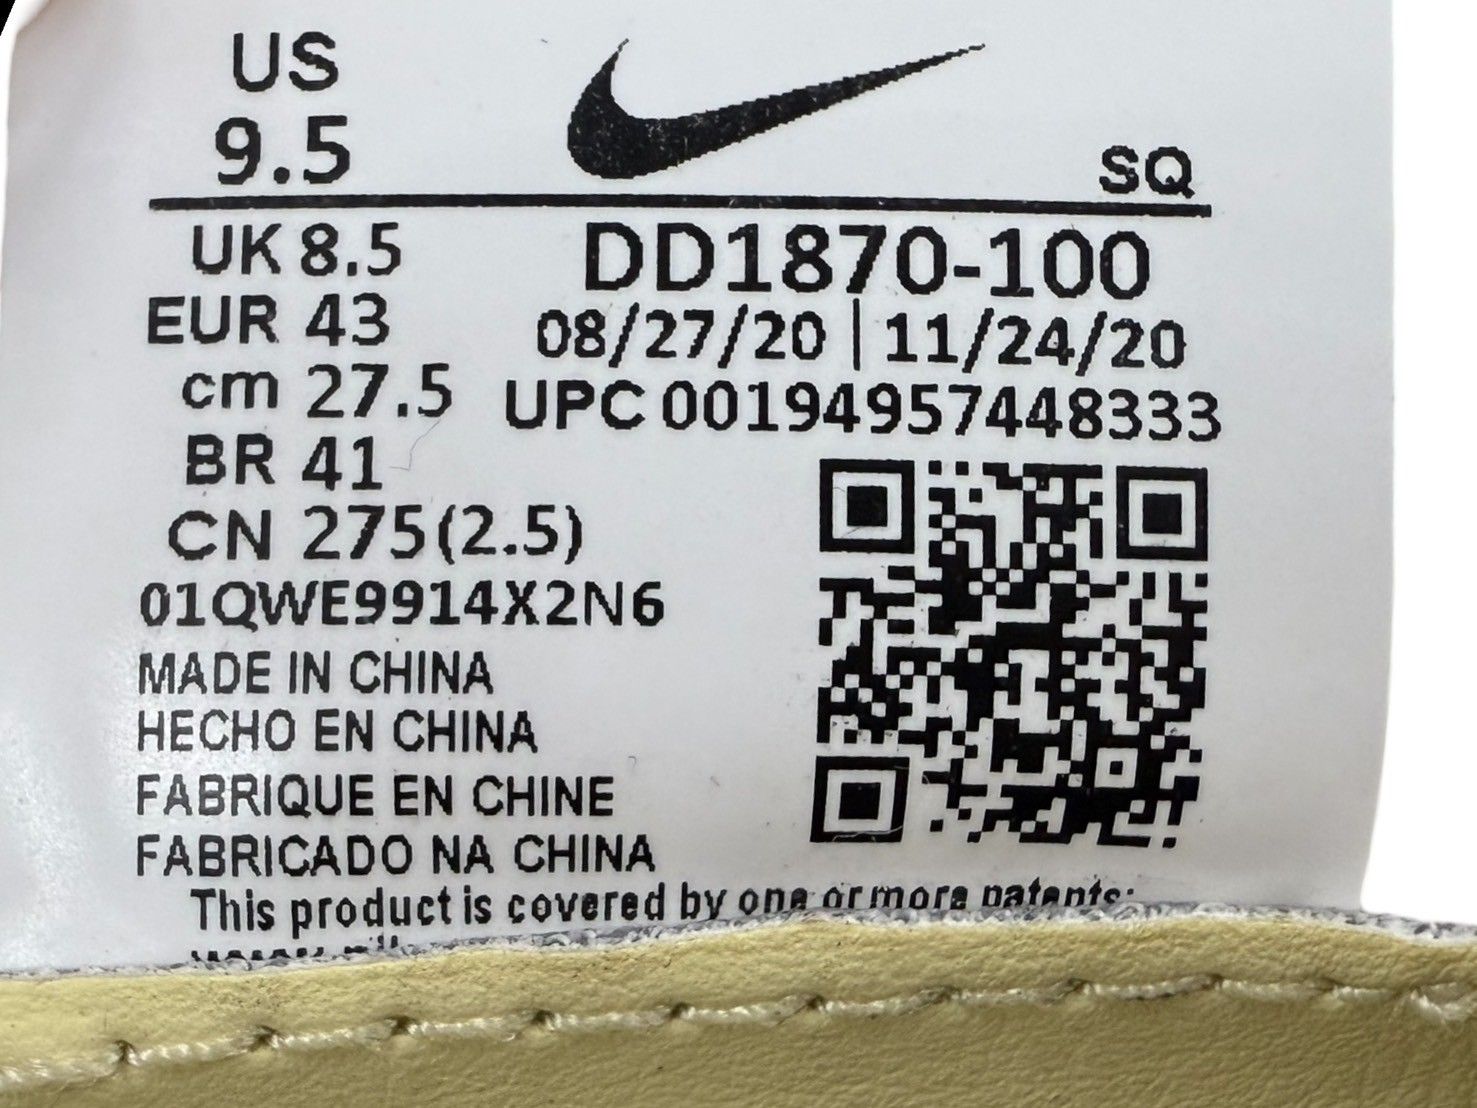 US
9.5
SQ
UK 8.5
EUR 43
cm 27.5
BR 41
CN 275(2.5)
DD1870-100
08/27/20 | 11/24/20
UPC 00194957448333
01QWE9914X2N6
MADE IN CHINA
HECHO EN CHINA
FABRIQUE EN CHINE
FABRICADO NA CHINA
This product is covered by one or more patents: